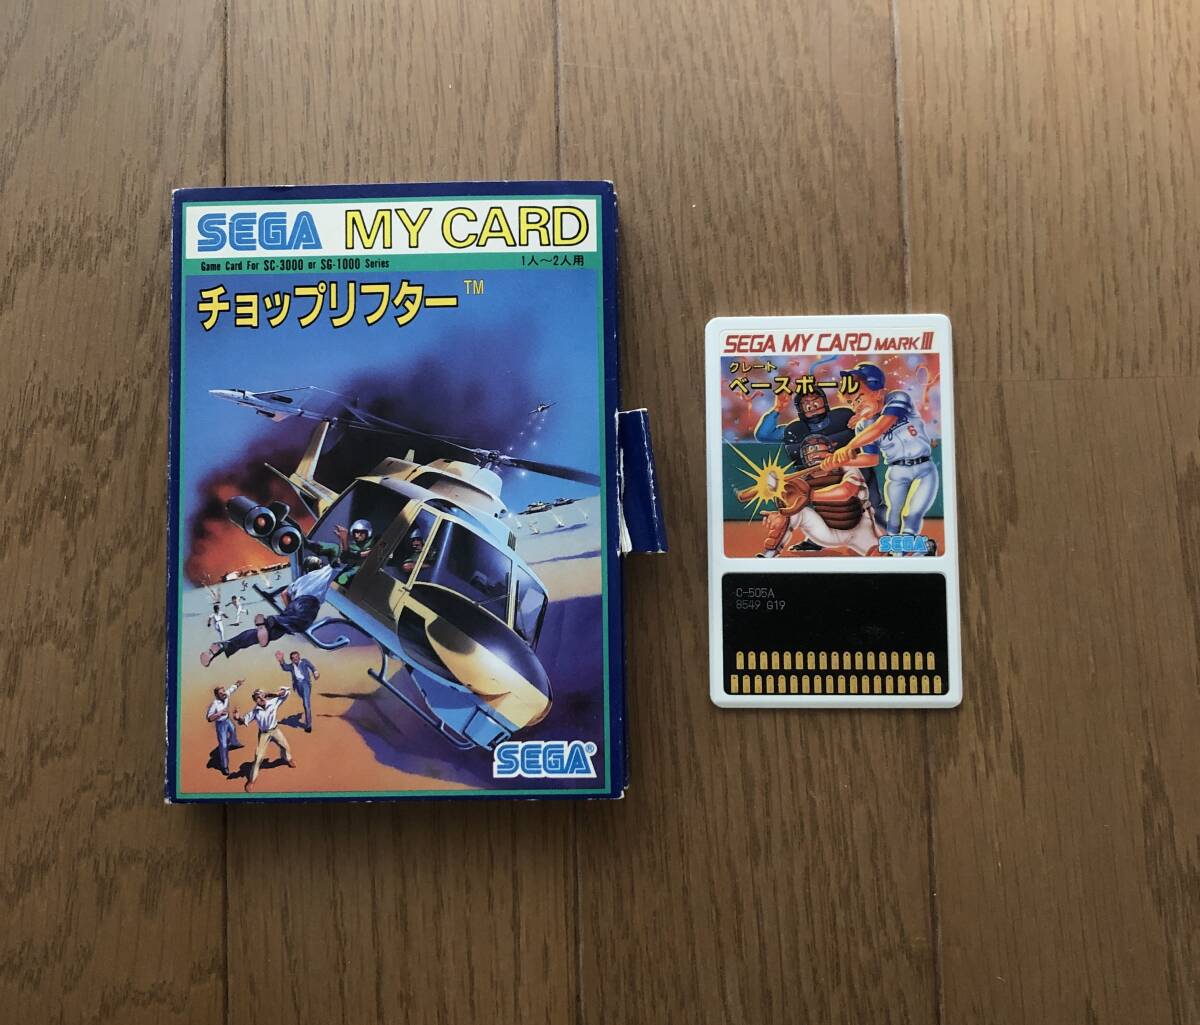 SEGA MY CARD
Game Card For SC-3000 or SG-1000 Series 1人～2人用
チョップリフター™
SEGA®
SEGA MY CARD MARK III
グレート
ベースボール
6
SEGA
C-505A
8549 G19